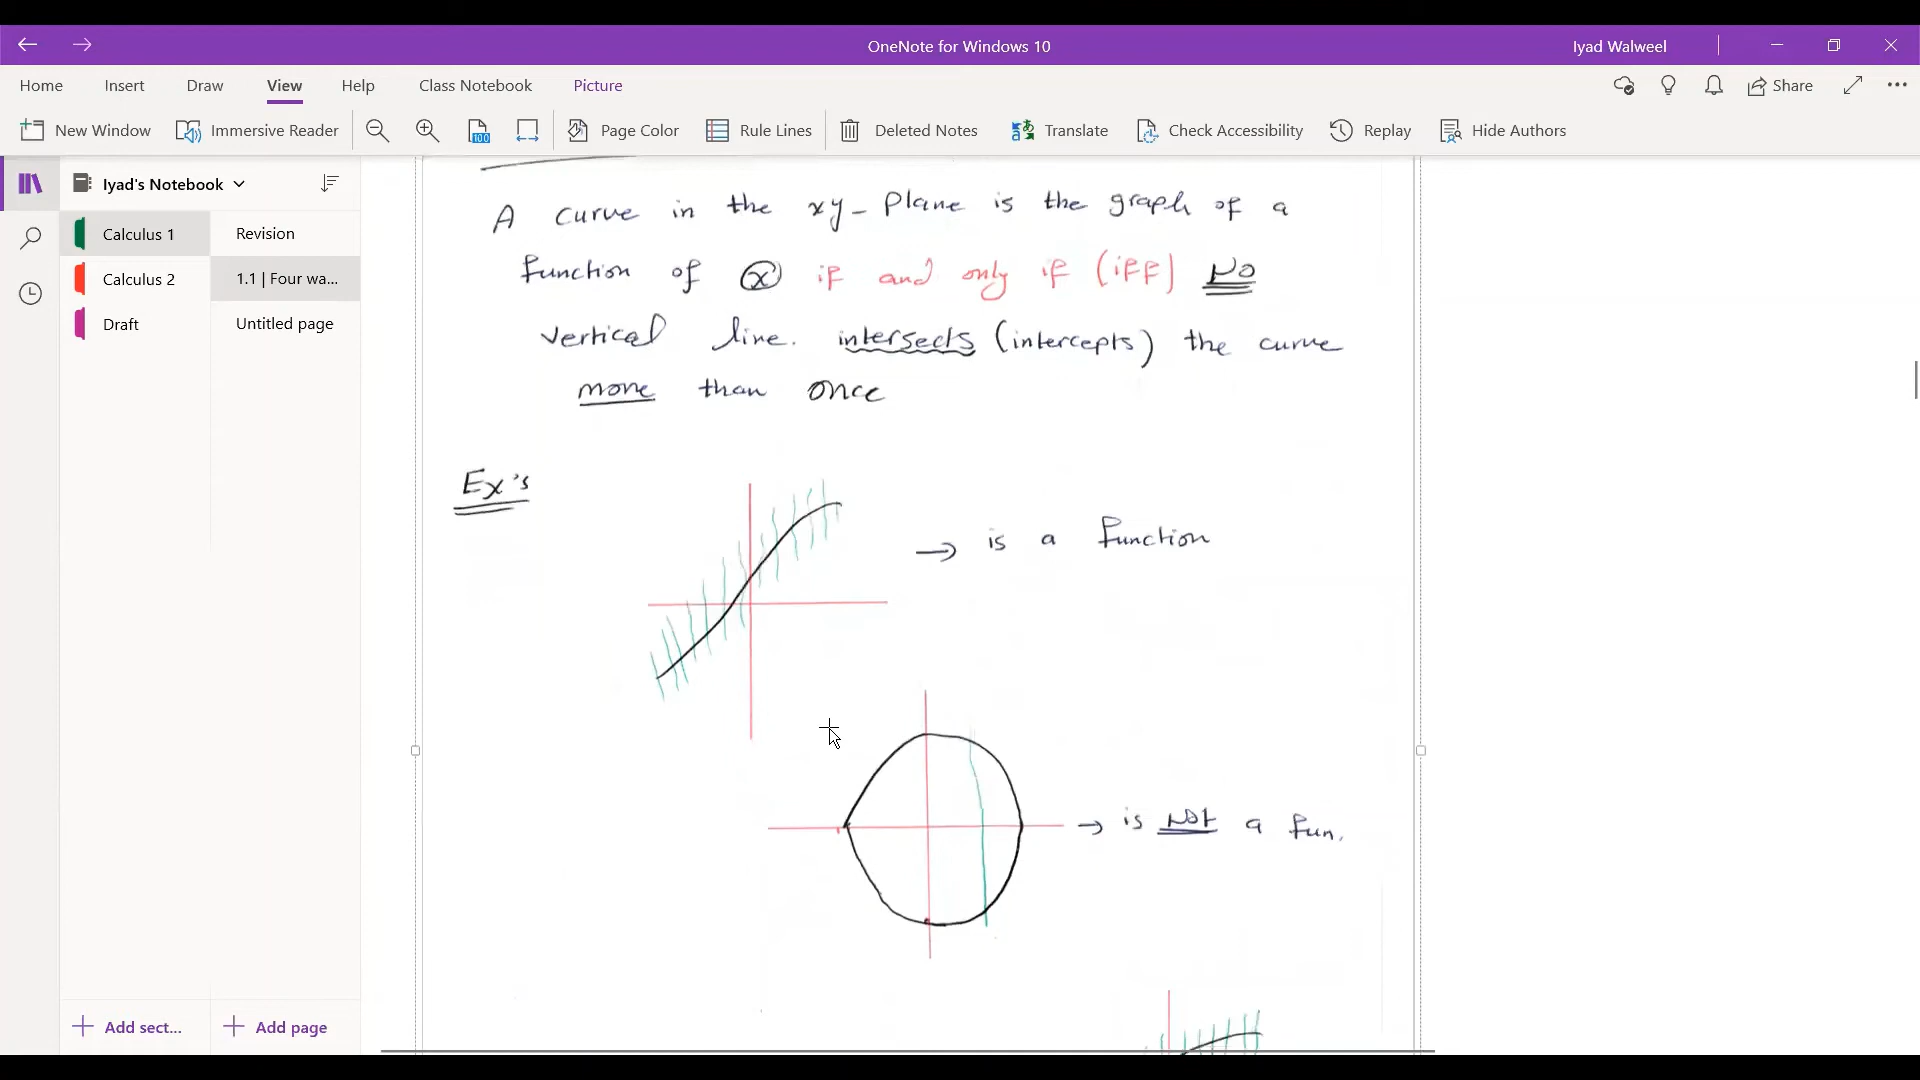 OneNote for Windows 10
Iyad Walweel
Home
Insert
Draw
View
Help
Class Notebook
Picture
Share
New Window
Immersive Reader
100
Page Color
Rule Lines
Deleted Notes
Translate
Check Accessibility
Replay
Hide Authors
Iyad's Notebook
Calculus 1
Calculus 2
Draft
Revision
1.1 | Four wa...
Untitled page
A curve in the xy-Plane is the graph of a
function of x if and only if (iff) No
vertical line. intersects (intercepts) the curve
more than once
Ex's
→ is a function
→ is Not a fun.
Add sect...
Add page